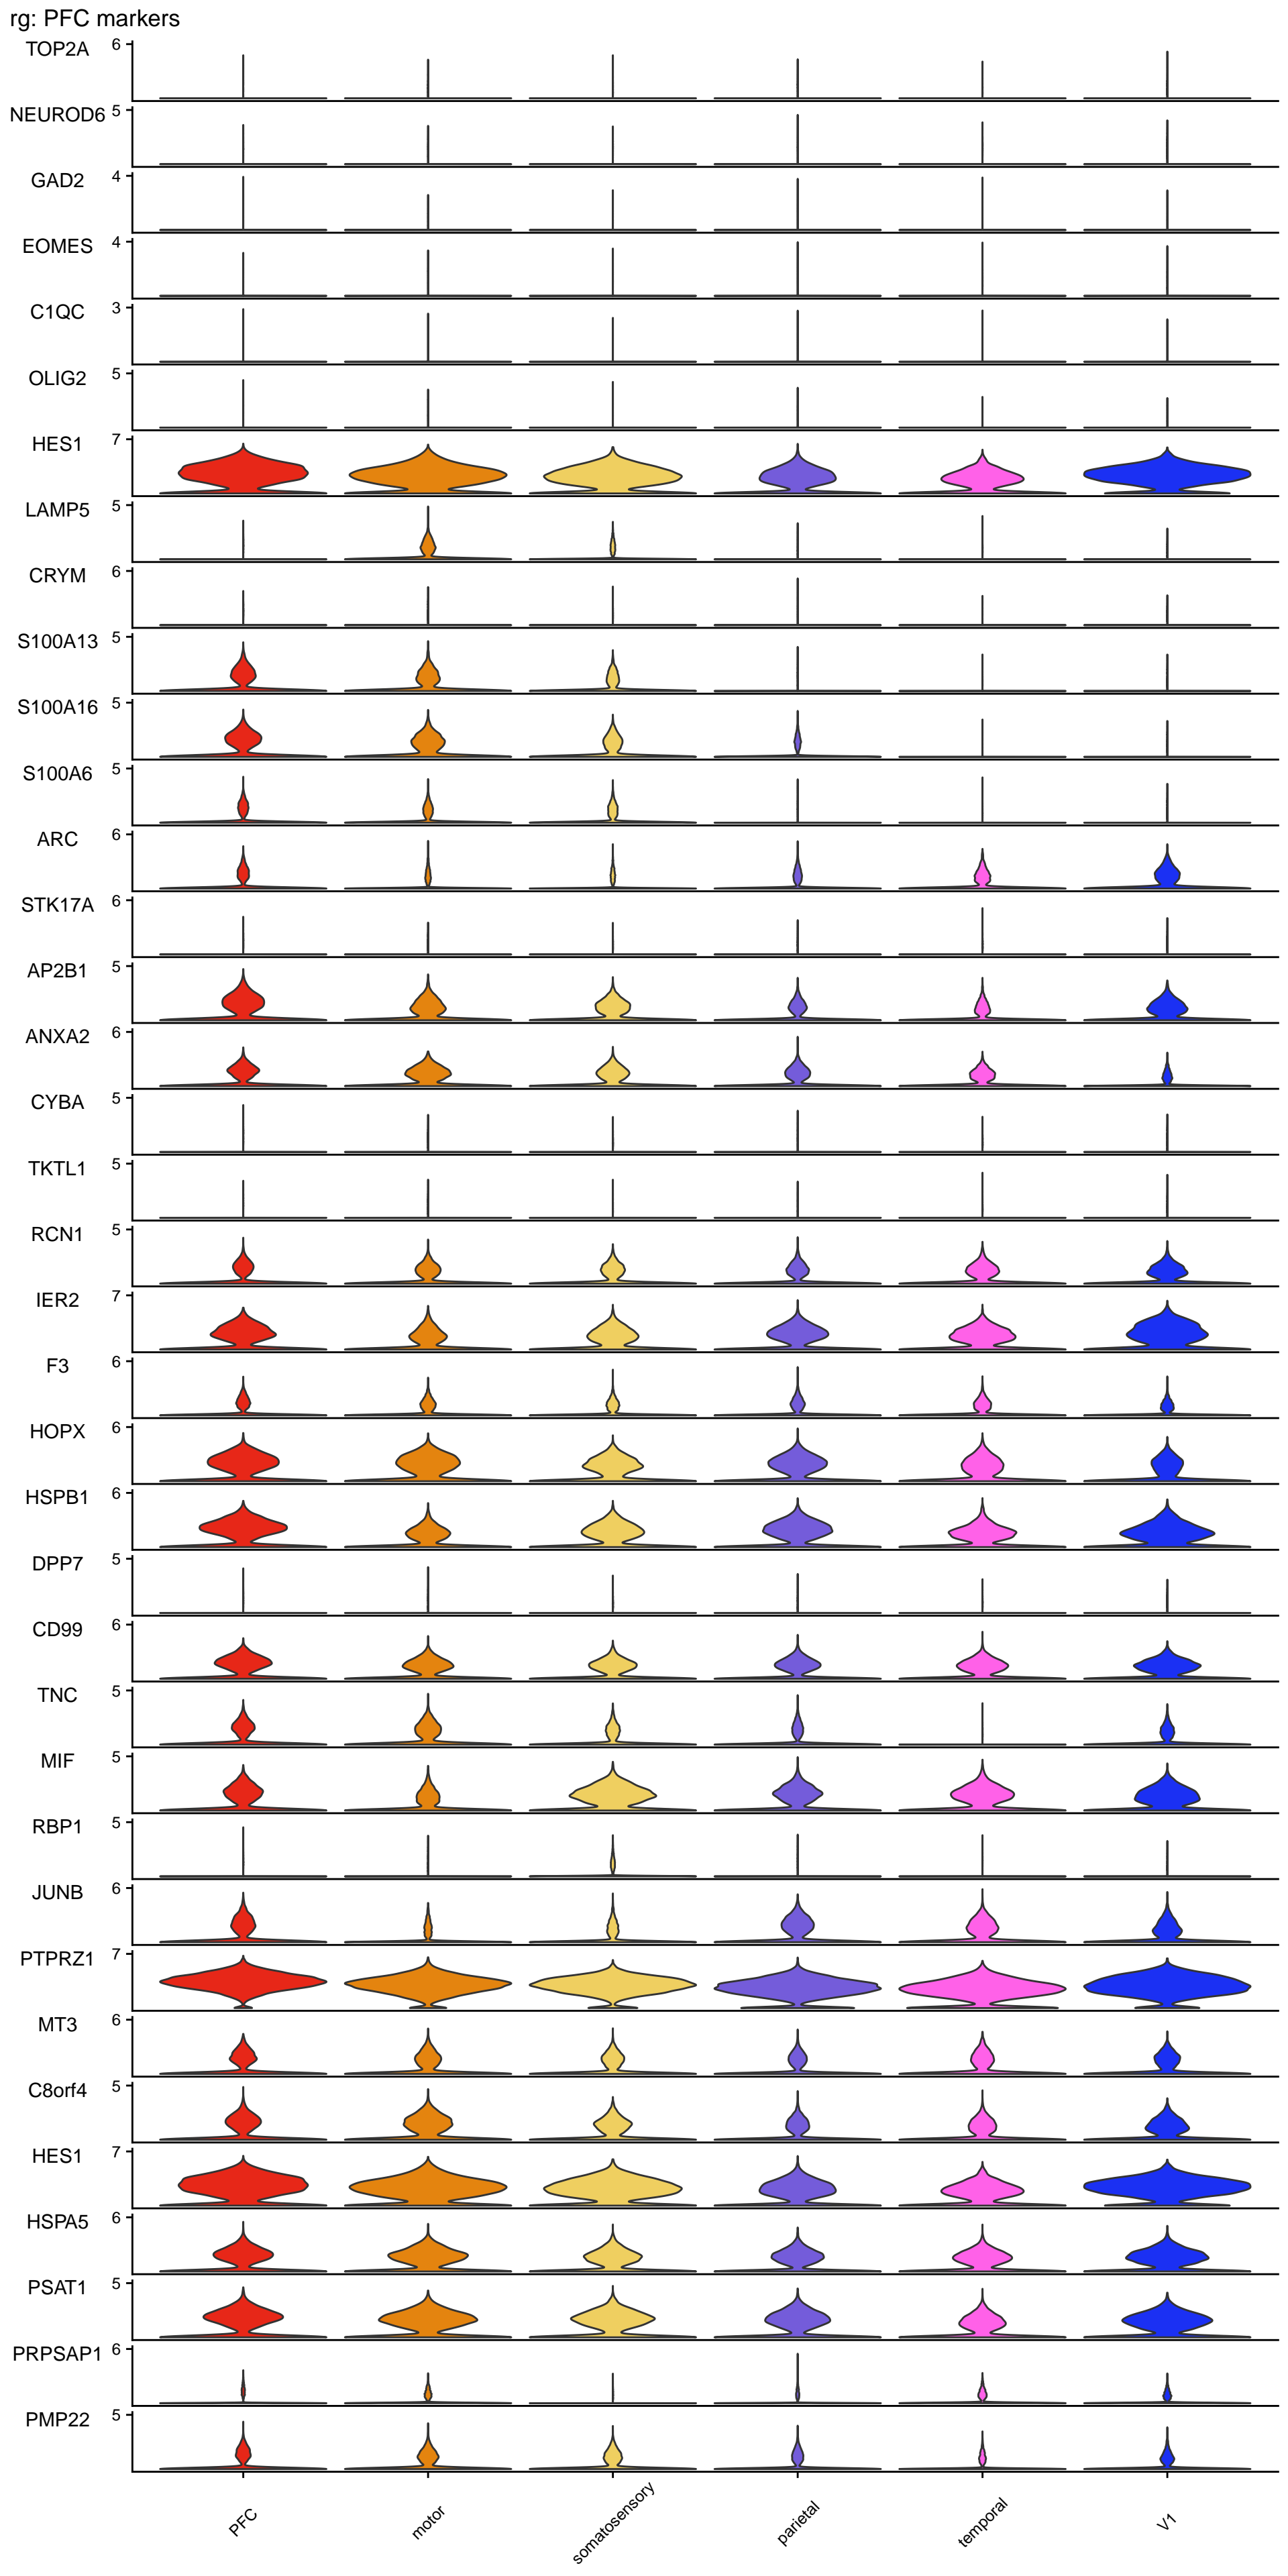 rg: PFC markers
TOP2A 6
NEUROD6 5
GAD2 4
EOMES 4
C1QC 3
OLIG2 5
HES1 7
LAMP5 5
CRYM 6
S100A13 5
S100A16 5
S100A6 5
ARC 6
STK17A 6
AP2B1 5
ANXA2 6
CYBA 5
TKTL1 5
RCN1 5
IER2 7
F3 6
HOPX 6
HSPB1 6
DPP7 5
CD99 6
TNC 5
MIF 5
RBP1 5
JUNB 6
PTPRZ1 7
MT3 6
C8orf4 5
HES1 7
HSPA5 6
PSAT1 5
PRPSAP1 6
PMP22 5
PFC motor somatosensory parietal temporal V1